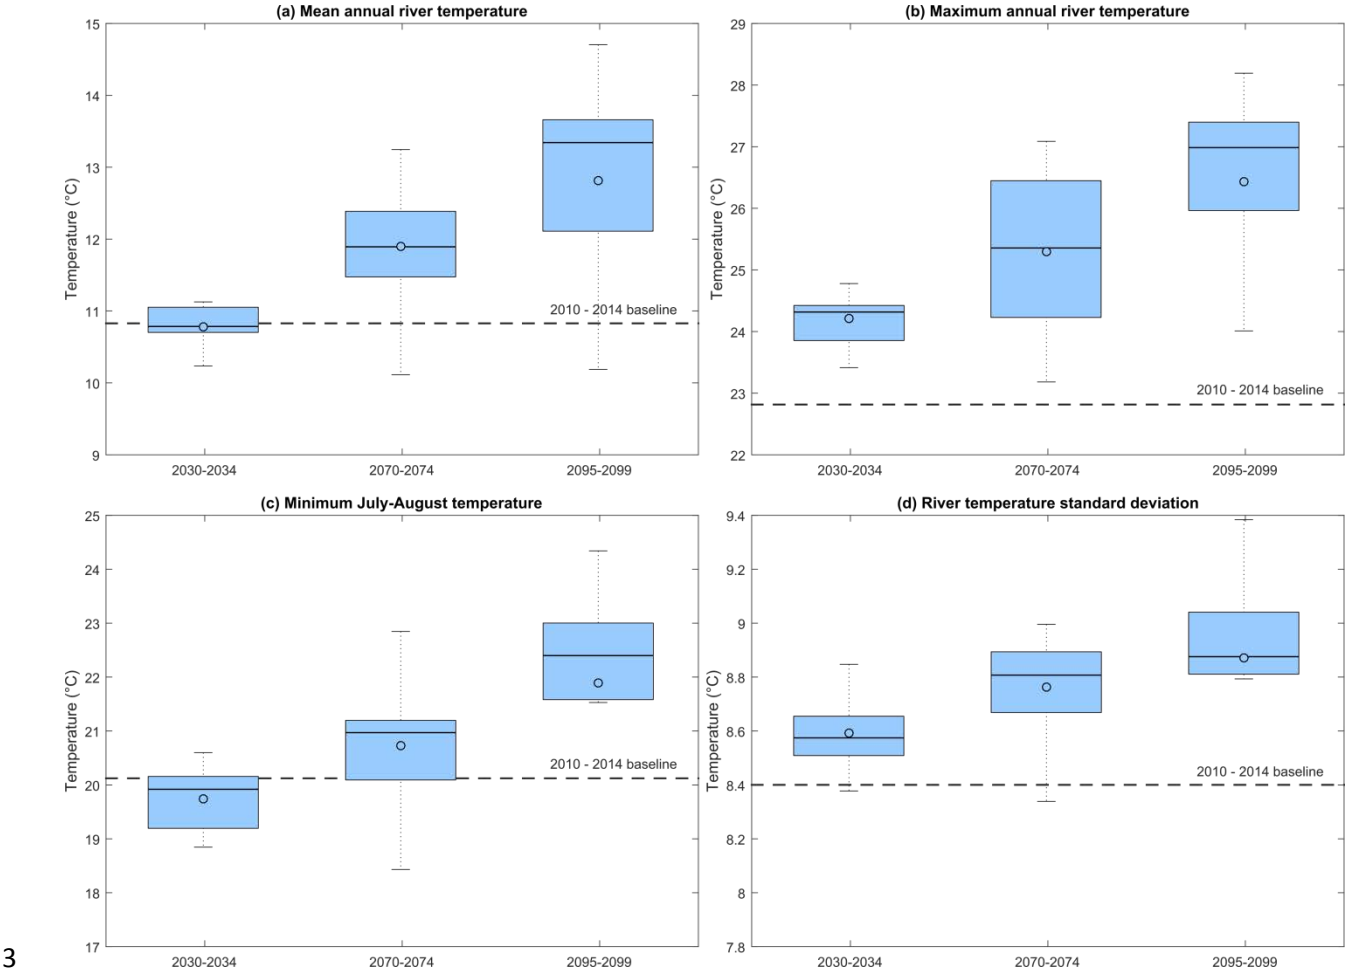 (a) Mean annual river temperature
15
14
13
12
11
10
9
Temperature (°C)
2010 - 2014 baseline
2030-2034 2070-2074 2095-2099
(b) Maximum annual river temperature
29
28
27
26
25
24
23
22
Temperature (°C)
2010 - 2014 baseline
2030-2034 2070-2074 2095-2099
(c) Minimum July-August temperature
25
24
23
22
21
20
19
18
17
Temperature (°C)
2010 - 2014 baseline
2030-2034 2070-2074 2095-2099
(d) River temperature standard deviation
9.4
9.2
9
8.8
8.6
8.4
8.2
8
7.8
Temperature (°C)
2010 - 2014 baseline
2030-2034 2070-2074 2095-2099
3